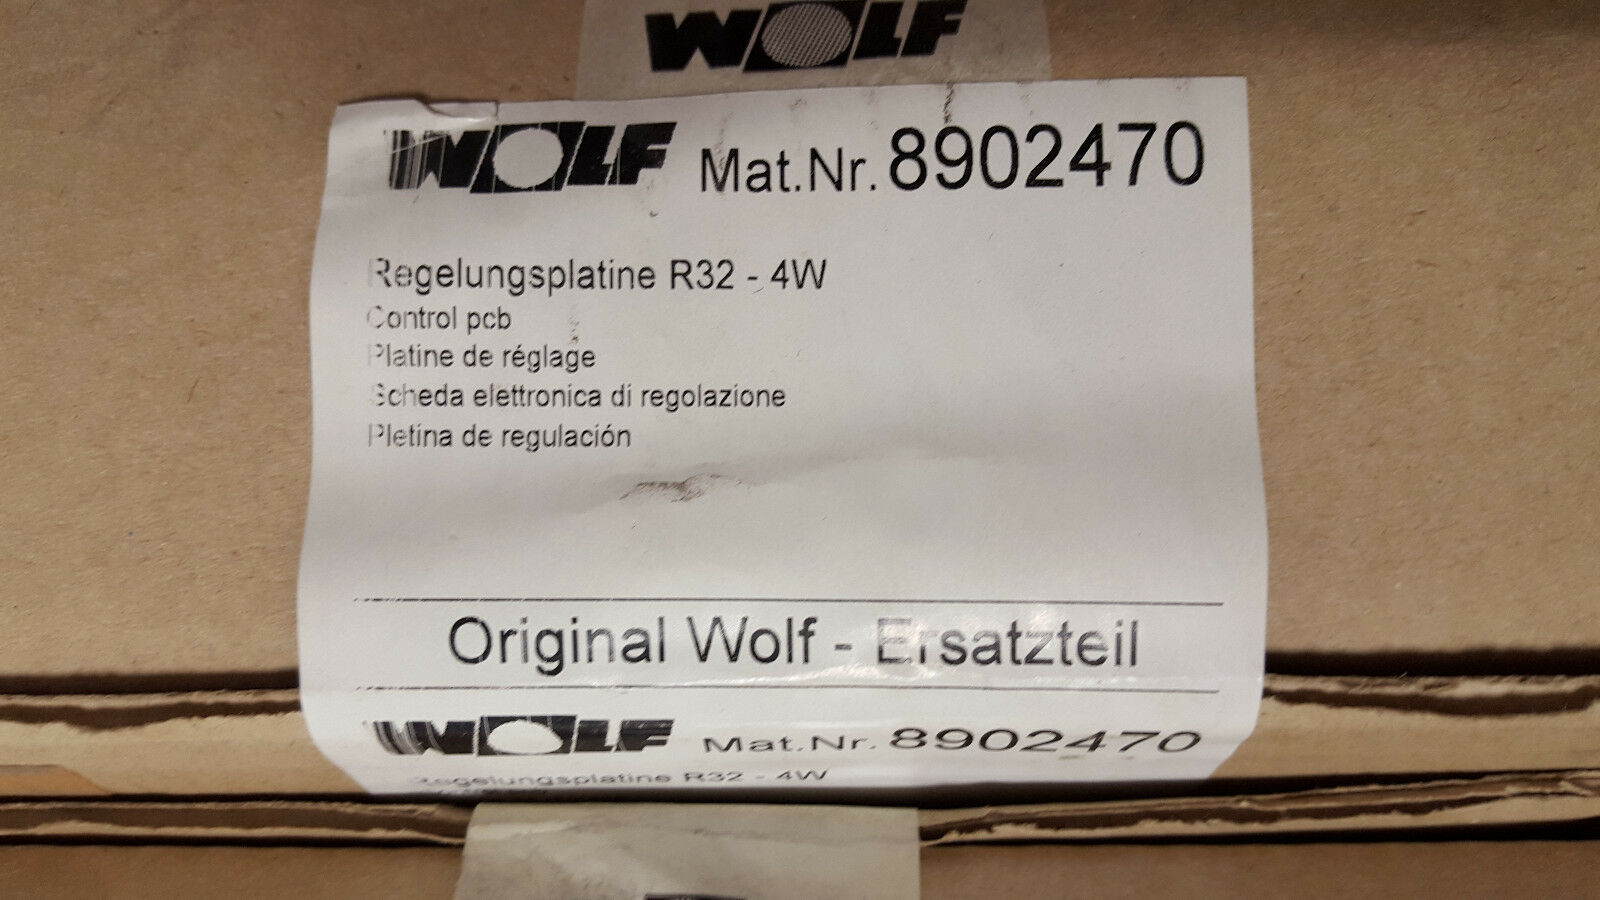 WOLF
WOLF Mat.Nr. 8902470
Regelungsplatine R32 - 4W
Control pcb
Platine de réglage
Scheda elettronica di regolazione
Pletina de regulación
Original Wolf - Ersatzteil
WOLF Mat.Nr. 8902470
Regelungsplatine R32 - 4W